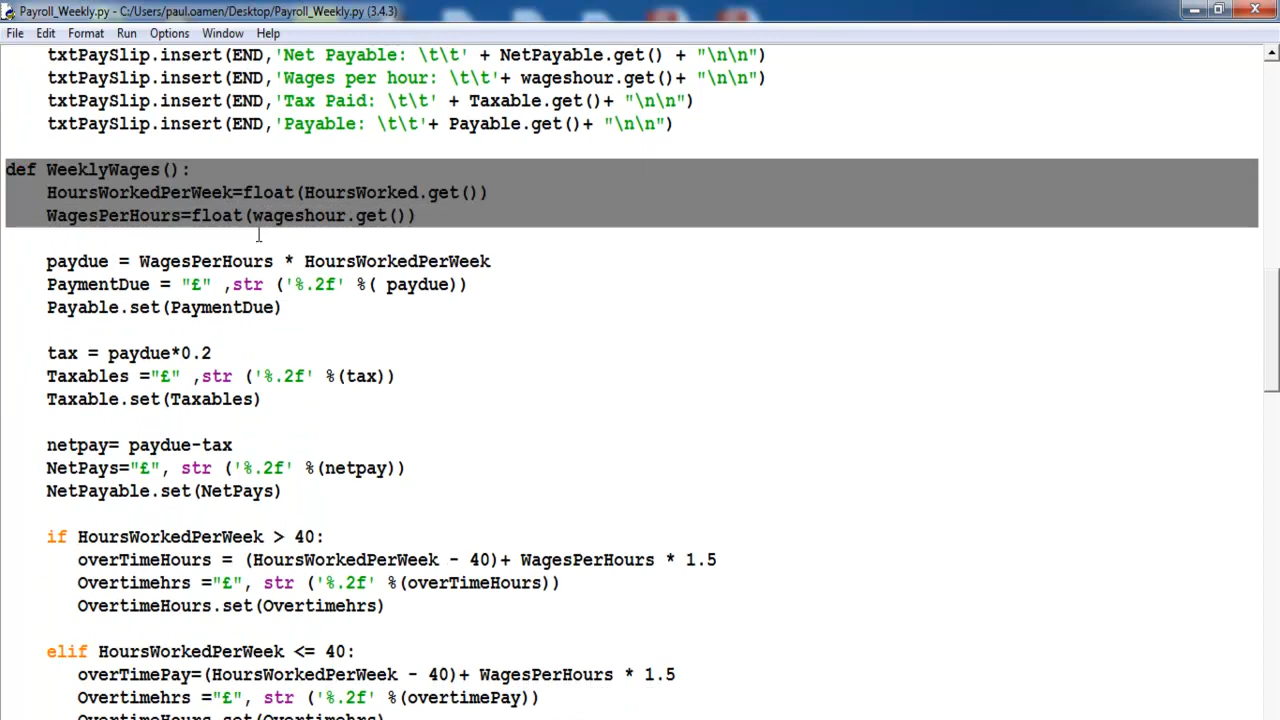 Payroll_Weekly.py - C:/Users/paul.oamen/Desktop/Payroll_Weekly.py (3.4.3)
File Edit Format Run Options Window Help
txtPaySlip.insert(END,'Net Payable: \t\t' + NetPayable.get() + "\n\n")
txtPaySlip.insert(END,'Wages per hour: \t\t'+ wageshour.get()+ "\n\n")
txtPaySlip.insert(END,'Tax Paid: \t\t' + Taxable.get()+ "\n\n")
txtPaySlip.insert(END,'Payable: \t\t'+ Payable.get()+ "\n\n")
def WeeklyWages():
HoursWorkedPerWeek=float(HoursWorked.get())
WagesPerHours=float(wageshour.get())
paydue = WagesPerHours * HoursWorkedPerWeek
PaymentDue = "£" ,str ('%.2f' %( paydue))
Payable.set(PaymentDue)
tax = paydue*0.2
Taxables ="£" ,str ('%.2f' %(tax))
Taxable.set(Taxables)
netpay= paydue-tax
NetPays="£", str ('%.2f' %(netpay))
NetPayable.set(NetPays)
if HoursWorkedPerWeek > 40:
overTimeHours = (HoursWorkedPerWeek - 40)+ WagesPerHours * 1.5
Overtimehrs ="£", str ('%.2f' %(overTimeHours))
OvertimeHours.set(Overtimehrs)
elif HoursWorkedPerWeek <= 40:
overTimePay=(HoursWorkedPerWeek - 40)+ WagesPerHours * 1.5
Overtimehrs ="£", str ('%.2f' %(overtimePay))
OvertimeHours.set(Overtimehrs)